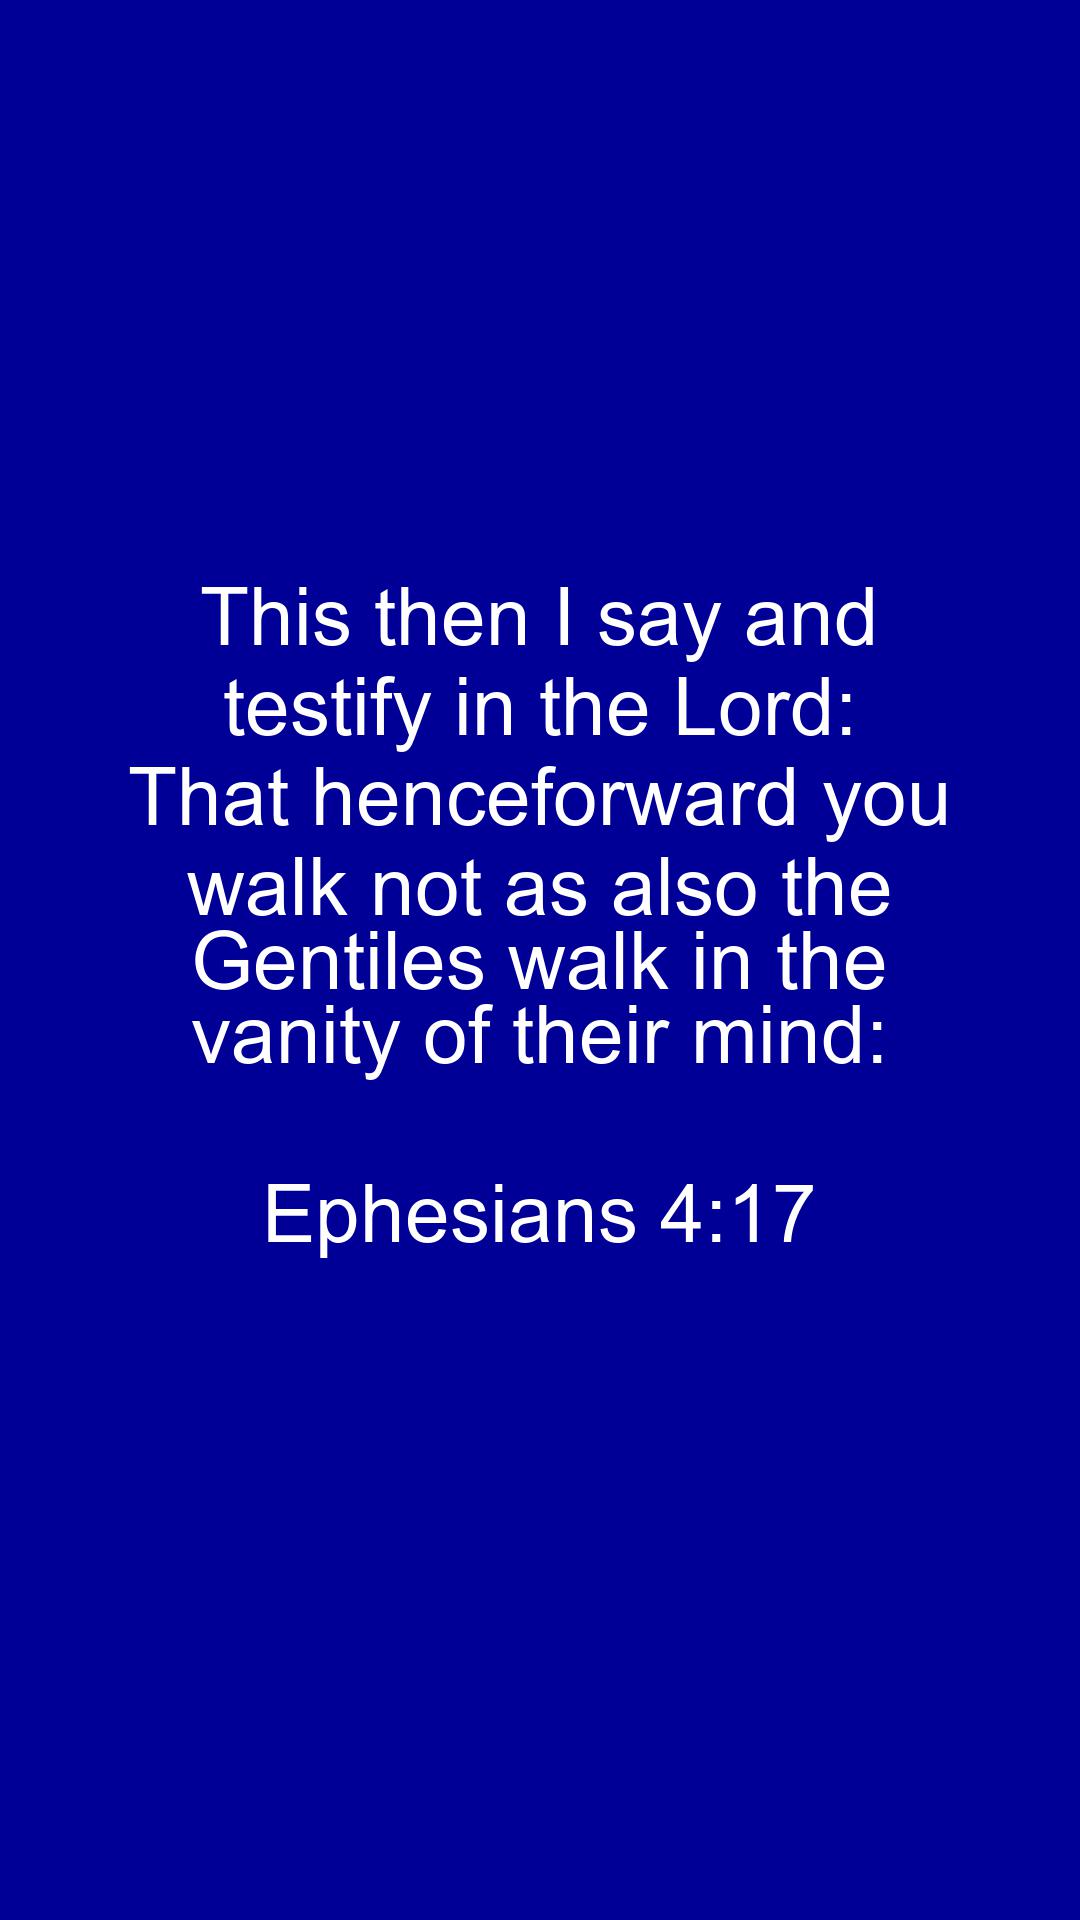 This then I say and
testify in the Lord:
That henceforward you
walk not as also the
Gentiles walk in the
vanity of their mind:
Ephesians 4:17